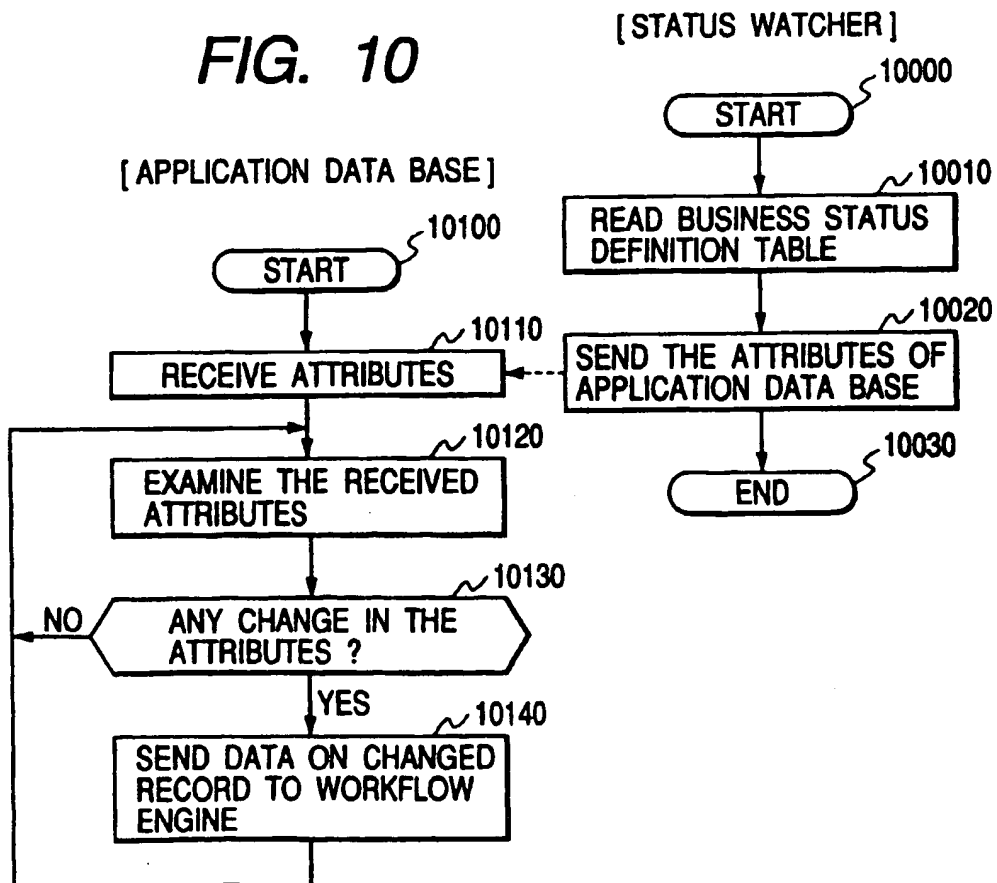 FIG. 10
[STATUS WATCHER]
10000
START
10010
READ BUSINESS STATUS
DEFINITION TABLE
10020
SEND THE ATTRIBUTES OF
APPLICATION DATA BASE
10030
END
[APPLICATION DATA BASE]
10100
START
10110
RECEIVE ATTRIBUTES
10120
EXAMINE THE RECEIVED
ATTRIBUTES
10130
ANY CHANGE IN THE
ATTRIBUTES ?
NO
YES
10140
SEND DATA ON CHANGED
RECORD TO WORKFLOW
ENGINE